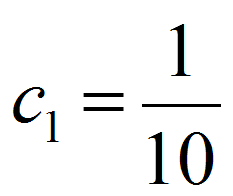 c₁ = 1/10